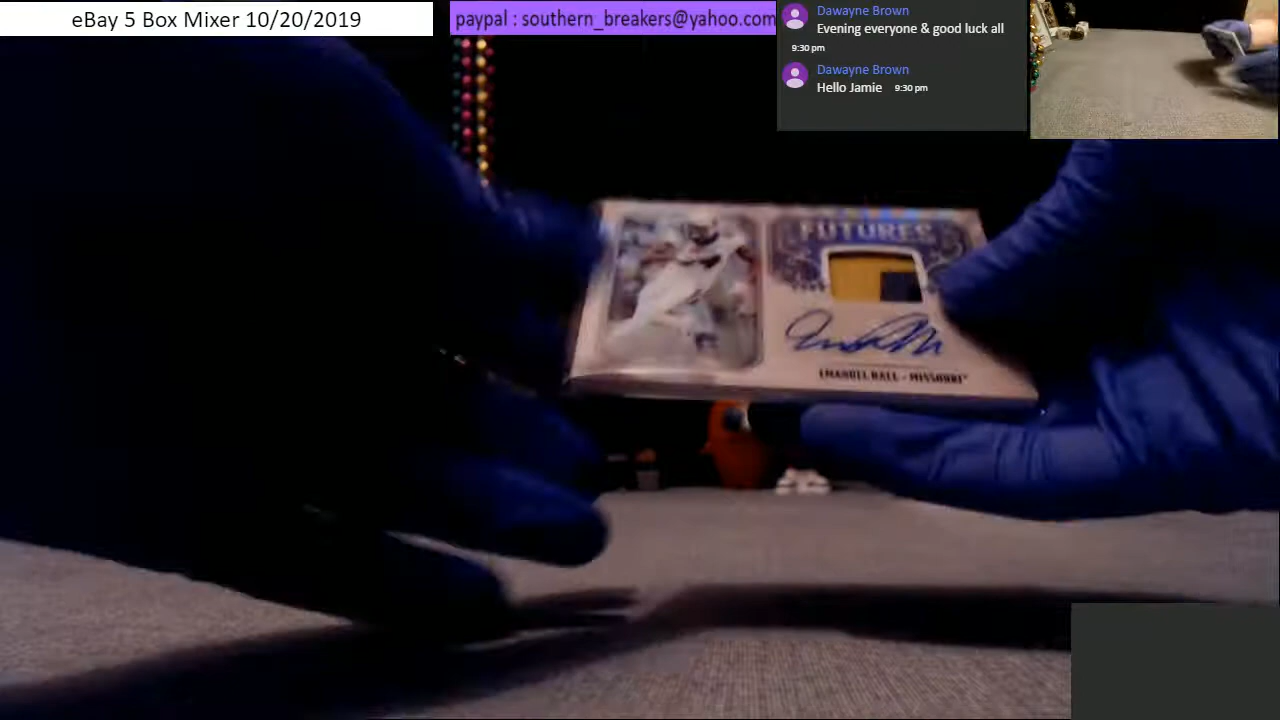 eBay 5 Box Mixer 10/20/2019
paypal : southern_breakers@yahoo.com
Dawayne Brown
Evening everyone & good luck all
9:30 pm
Dawayne Brown
Hello Jamie 9:30 pm
FUTURES
EMANUEL HALL - MISSOURI